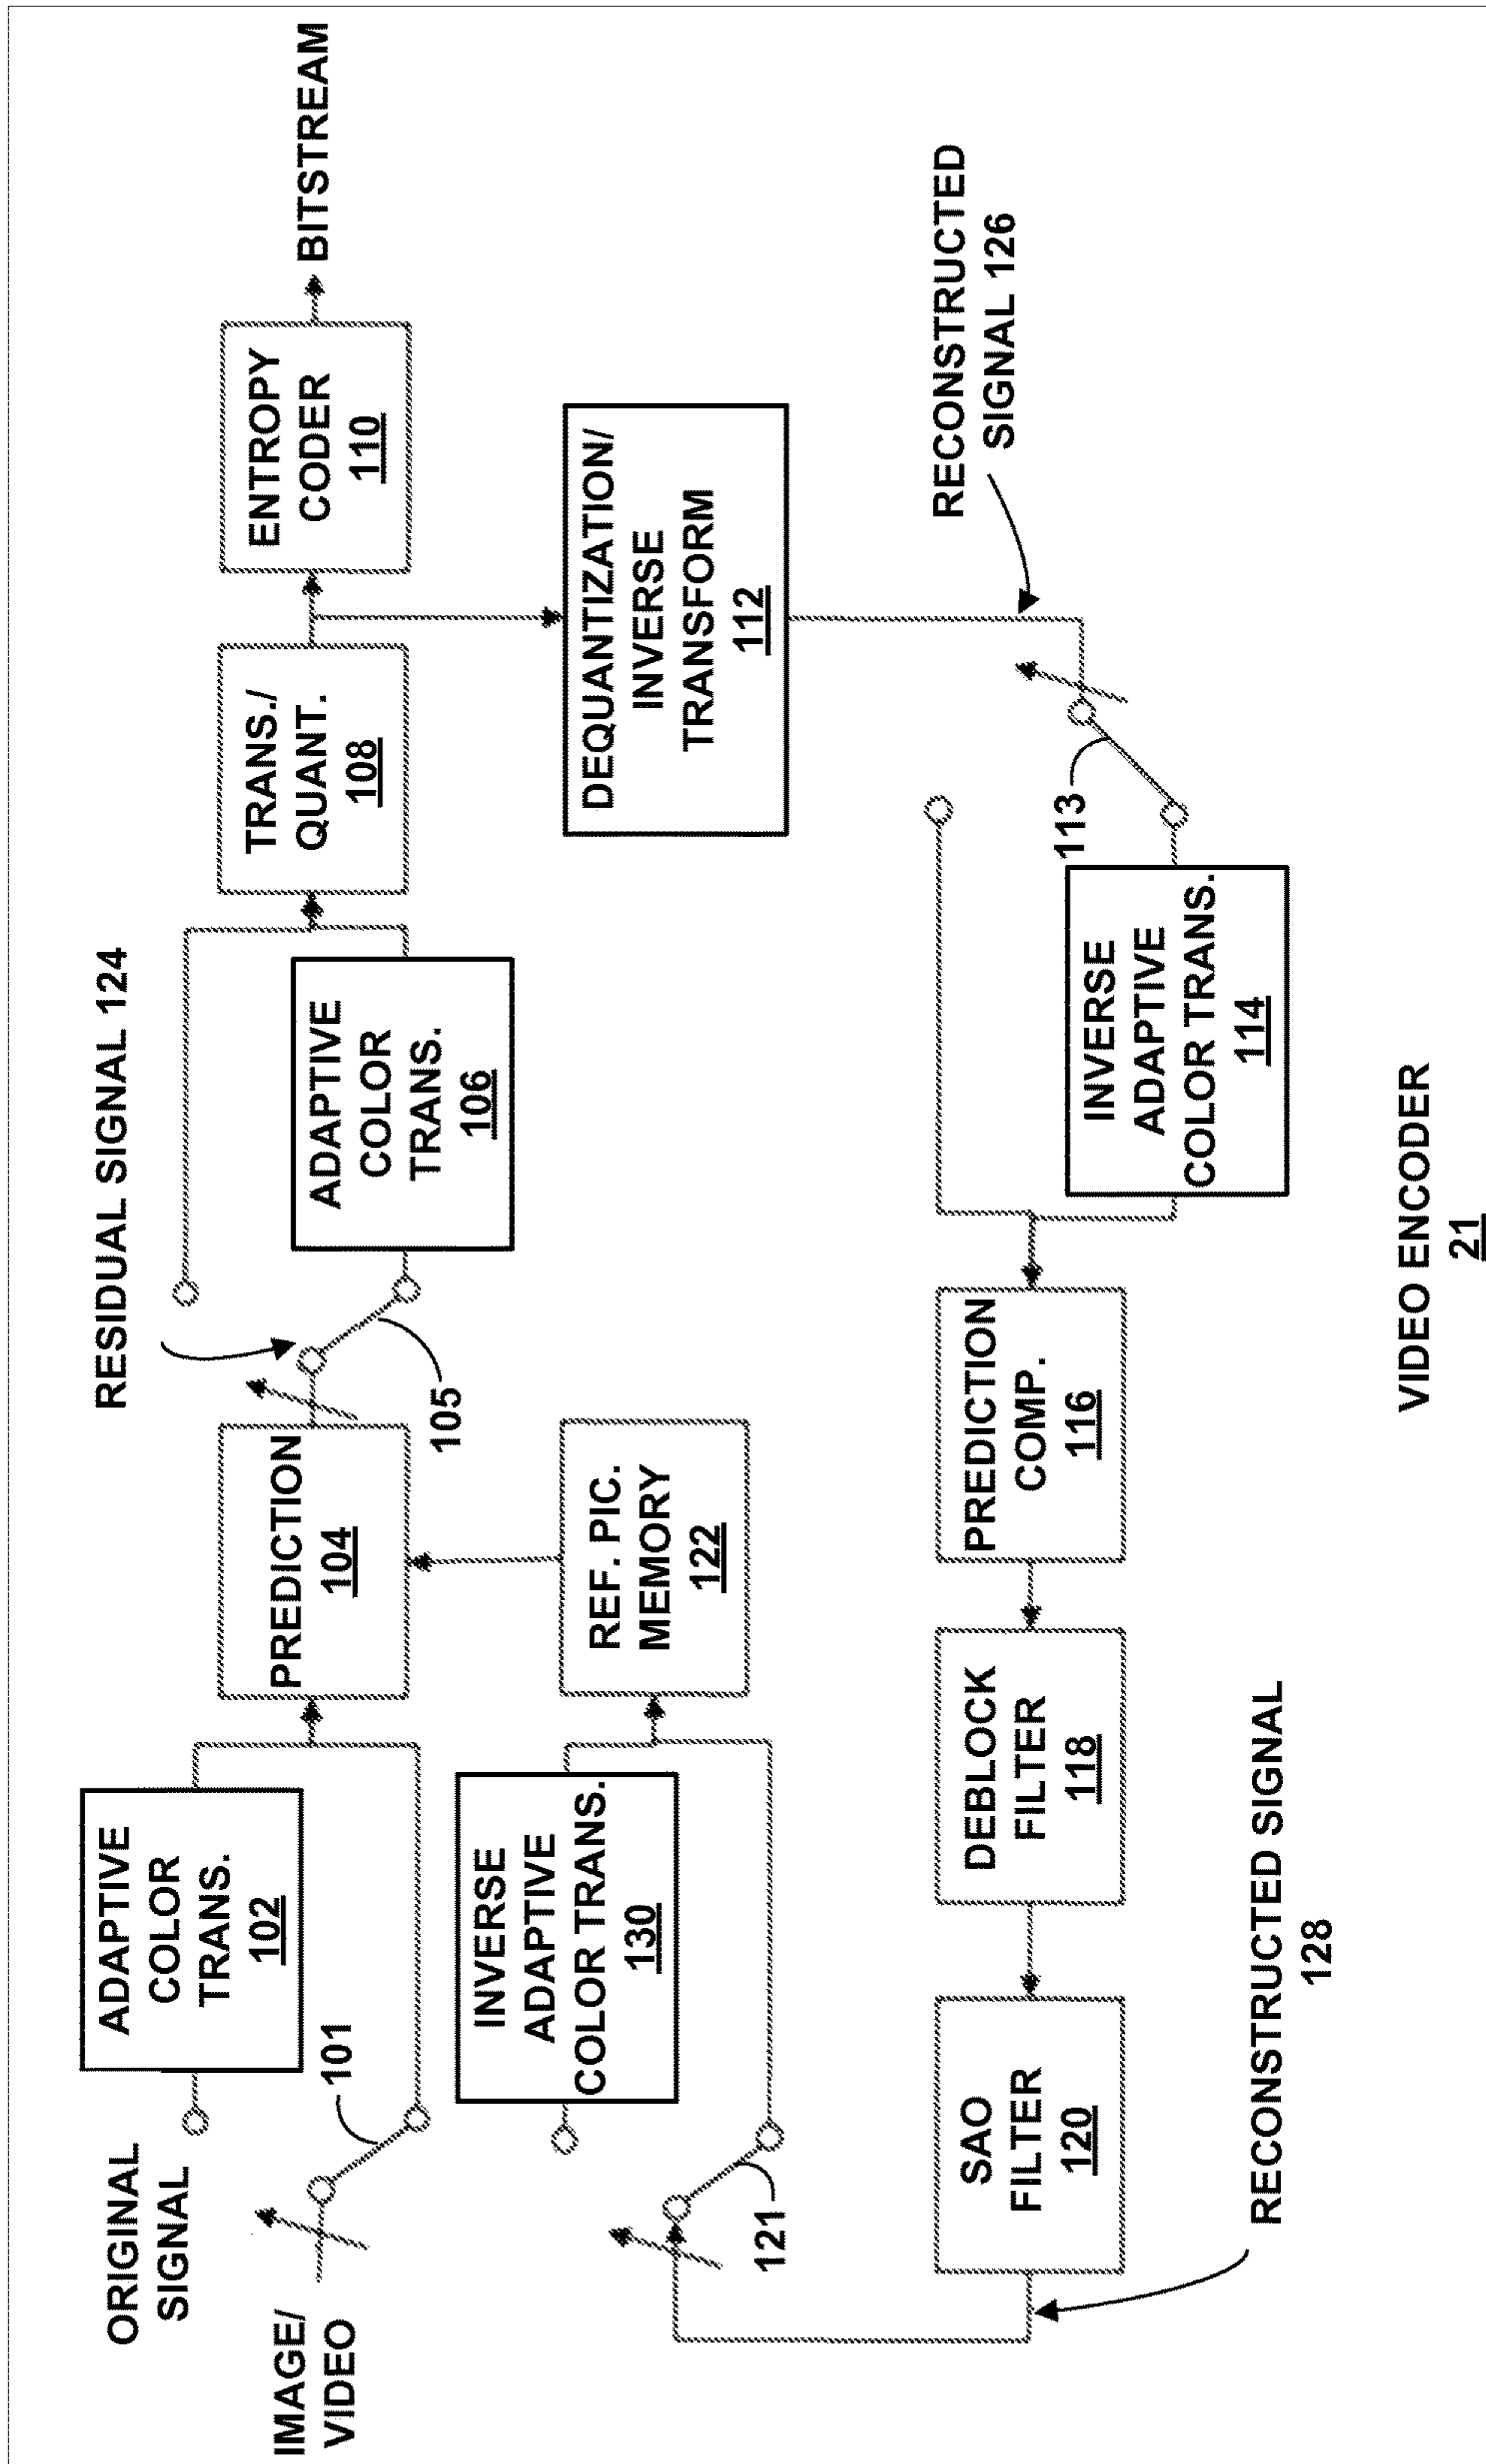 ORIGINAL
SIGNAL
IMAGE/
VIDEO
101
ADAPTIVE
COLOR
TRANS.
102
PREDICTION
104
RESIDUAL SIGNAL 124
105
ADAPTIVE
COLOR
TRANS.
106
TRANS./
QUANT.
108
ENTROPY
CODER
110
BITSTREAM
121
INVERSE
ADAPTIVE
COLOR TRANS.
130
REF. PIC.
MEMORY
122
DEQUANTIZATION/
INVERSE
TRANSFORM
112
RECONSTRUCTED
SIGNAL 126
113
INVERSE
ADAPTIVE
COLOR TRANS.
114
PREDICTION
COMP.
116
DEBLOCK
FILTER
118
SAO
FILTER
120
RECONSTRUCTED SIGNAL
128
VIDEO ENCODER
21